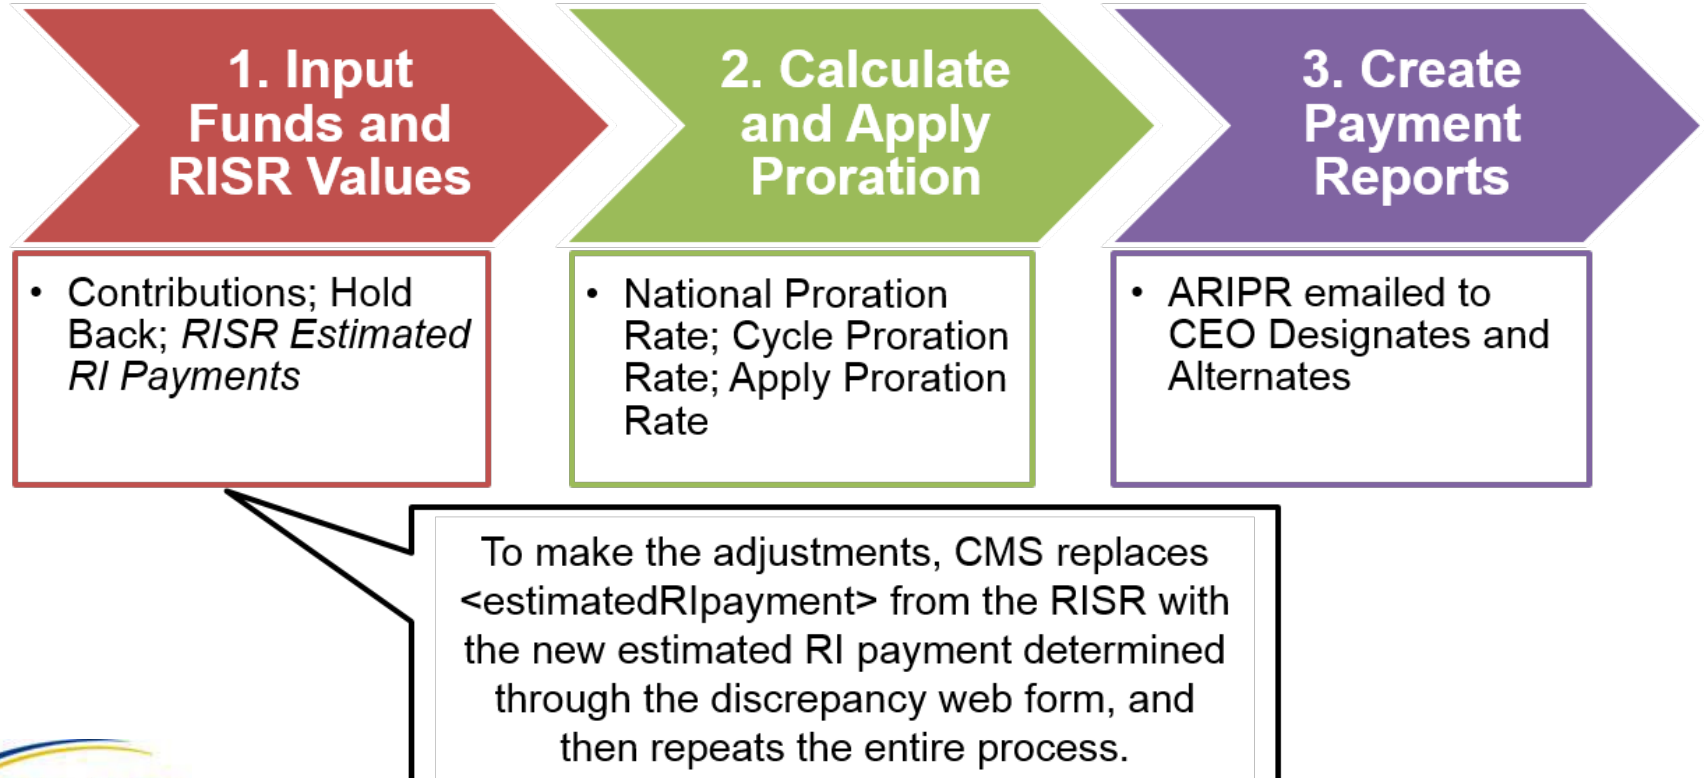 1. Input
Funds and
RISR Values
2. Calculate
and Apply
Proration
3. Create
Payment
Reports
• Contributions; Hold
Back; RISR Estimated
RI Payments
• National Proration
Rate; Cycle Proration
Rate; Apply Proration
Rate
• ARIPR emailed to
CEO Designates and
Alternates
To make the adjustments, CMS replaces
<estimatedRIpayment> from the RISR with
the new estimated RI payment determined
through the discrepancy web form, and
then repeats the entire process.